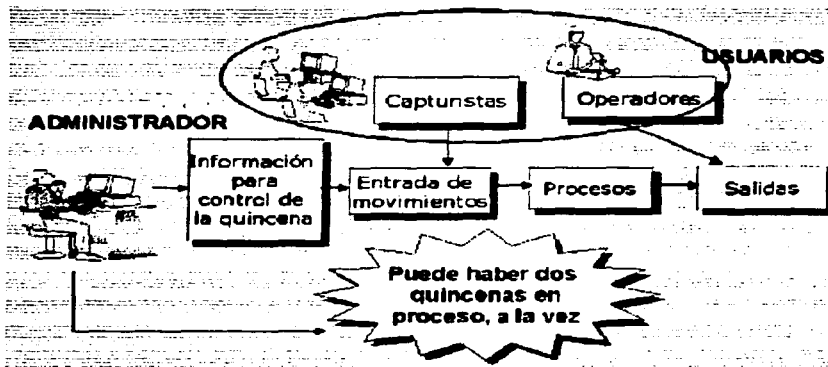 USUARIOS
Capturistas
Operadores
ADMINISTRADOR
Información
para
control de
la quincena
Entrada de
movimientos
Procesos
Salidas
Puede haber dos
quincenas en
proceso, a la vez